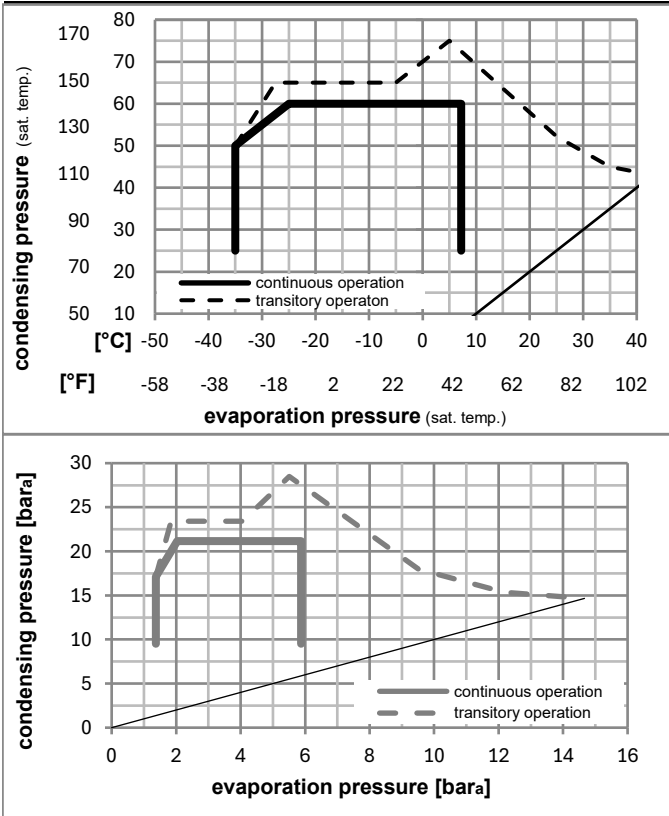 condensing pressure (sat. temp.)
170 80
150 70
60
130
50
110
40
90
30
70
20
50 10
continuous operation
transitory operaton
[°C] -50 -40 -30 -20 -10 0 10 20 30 40
[°F] -58 -38 -18 2 22 42 62 82 102
evaporation pressure (sat. temp.)
condensing pressure [bara]
30
25
20
15
10
5
0
continuous operation
transitory operation
0 2 4 6 8 10 12 14 16
evaporation pressure [bara]